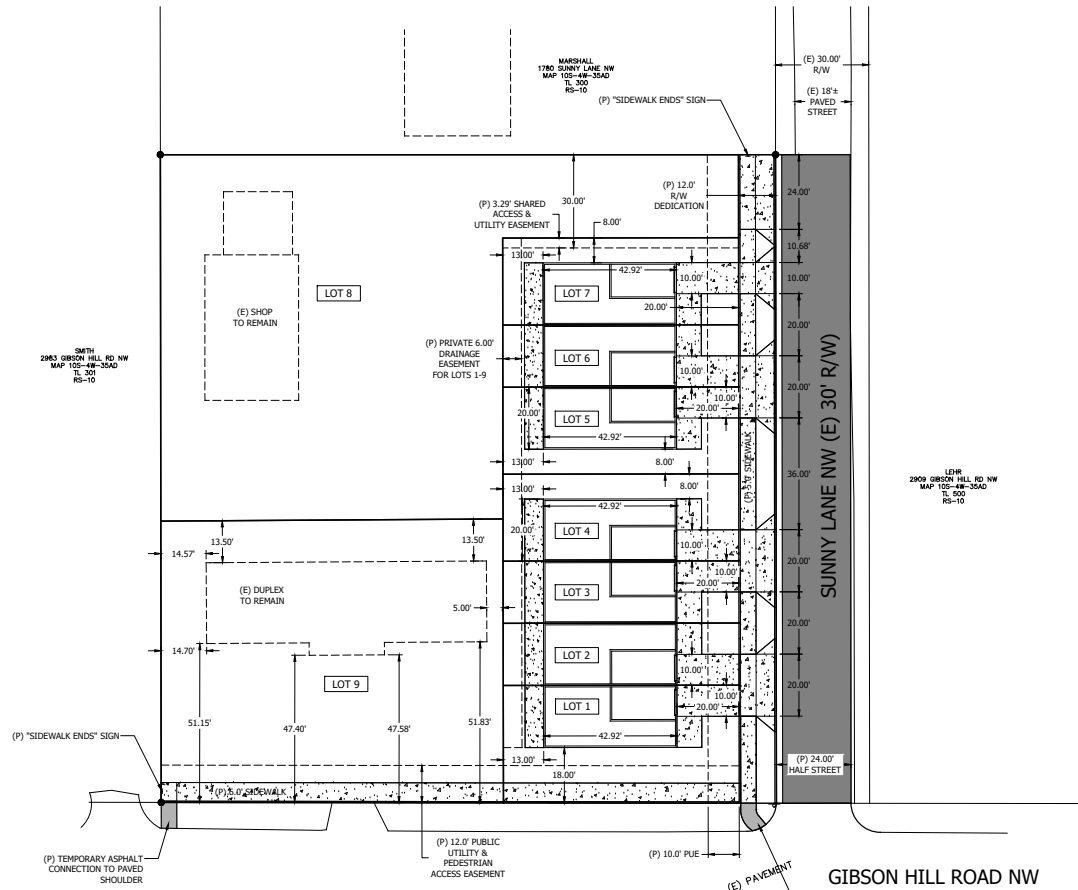 MARSHALL
1780 SUNNY LANE NW
MAP 10S-4W-35AD
TL 300
RS-10
(E) 30.00'
R/W
(E) 18'±
PAVED
STREET
(P) "SIDEWALK ENDS" SIGN
(P) 12.0'
R/W
DEDICATION
30.00'
24.00'
(P) 3.29' SHARED
ACCESS &
UTILITY EASEMENT
8.00'
10.68'
13.00'
42.92'
10.00'
10.00'
LOT 7
LOT 8
20.00'
20.00'
(E) SHOP
TO REMAIN
(P) PRIVATE 6.00'
DRAINAGE
EASEMENT
FOR LOTS 1-9
LOT 6
10.00'
SMITH
2983 GIBSON HILL RD NW
MAP 10S-4W-35AD
TL 301
RS-10
20.00'
10.00'
20.00'
20.00'
LOT 5
42.92'
13.00'
8.00'
(P) 5.0' SIDEWALK
36.00'
SUNNY LANE NW (E) 30' R/W)
LEHR
2909 GIBSON HILL RD NW
MAP 10S-4W-35AD
TL 500
RS-10
13.00'
8.00'
42.92'
20.00'
LOT 4
10.00'
13.50'
13.50'
14.57'
20.00'
10.00'
20.00'
(E) DUPLEX
TO REMAIN
LOT 3
5.00'
20.00'
14.70'
LOT 2
10.00'
LOT 9
20.00'
10.00'
LOT 1
20.00'
51.15'
47.40'
47.58'
51.83'
42.92'
(P) "SIDEWALK ENDS" SIGN
13.00'
18.00'
(P) 24.00'
HALF STREET
(P) 5.0' SIDEWALK
(P) TEMPORARY ASPHALT
CONNECTION TO PAVED
SHOULDER
(P) 12.0' PUBLIC
UTILITY &
PEDESTRIAN
ACCESS EASEMENT
(P) 10.0' PUE
(E) PAVEMENT
GIBSON HILL ROAD NW